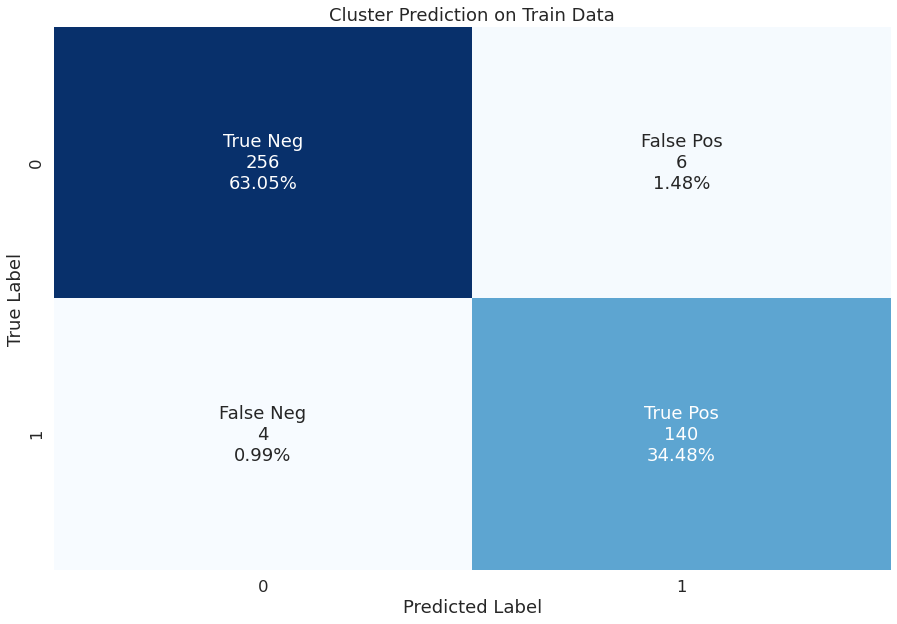 Cluster Prediction on Train Data
True Neg
256
63.05%
False Pos
6
1.48%
0
False Neg
4
0.99%
True Pos
140
34.48%
1
True Label
0
1
Predicted Label